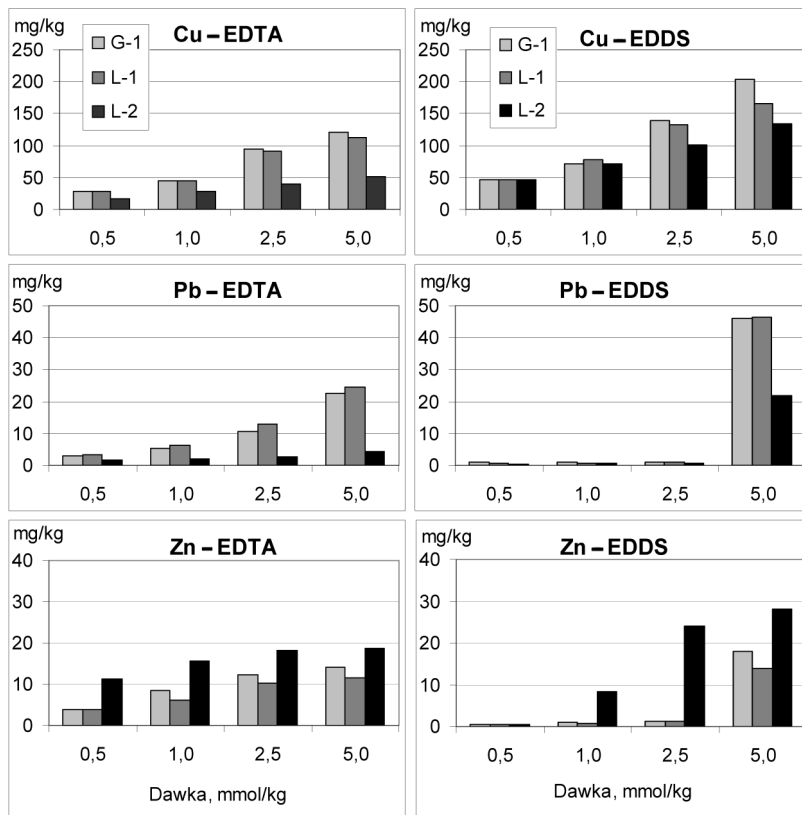 mg/kg
Cu – EDTA
250
200
150
100
50
0
G-1
L-1
L-2
0,5 1,0 2,5 5,0
mg/kg
Cu – EDDS
250
200
150
100
50
0
G-1
L-1
L-2
0,5 1,0 2,5 5,0
mg/kg
Pb – EDTA
50
40
30
20
10
0
0,5 1,0 2,5 5,0
mg/kg
Pb – EDDS
50
40
30
20
10
0
0,5 1,0 2,5 5,0
mg/kg
Zn – EDTA
40
30
20
10
0
0,5 1,0 2,5 5,0
Dawka, mmol/kg
mg/kg
Zn – EDDS
40
30
20
10
0
0,5 1,0 2,5 5,0
Dawka, mmol/kg